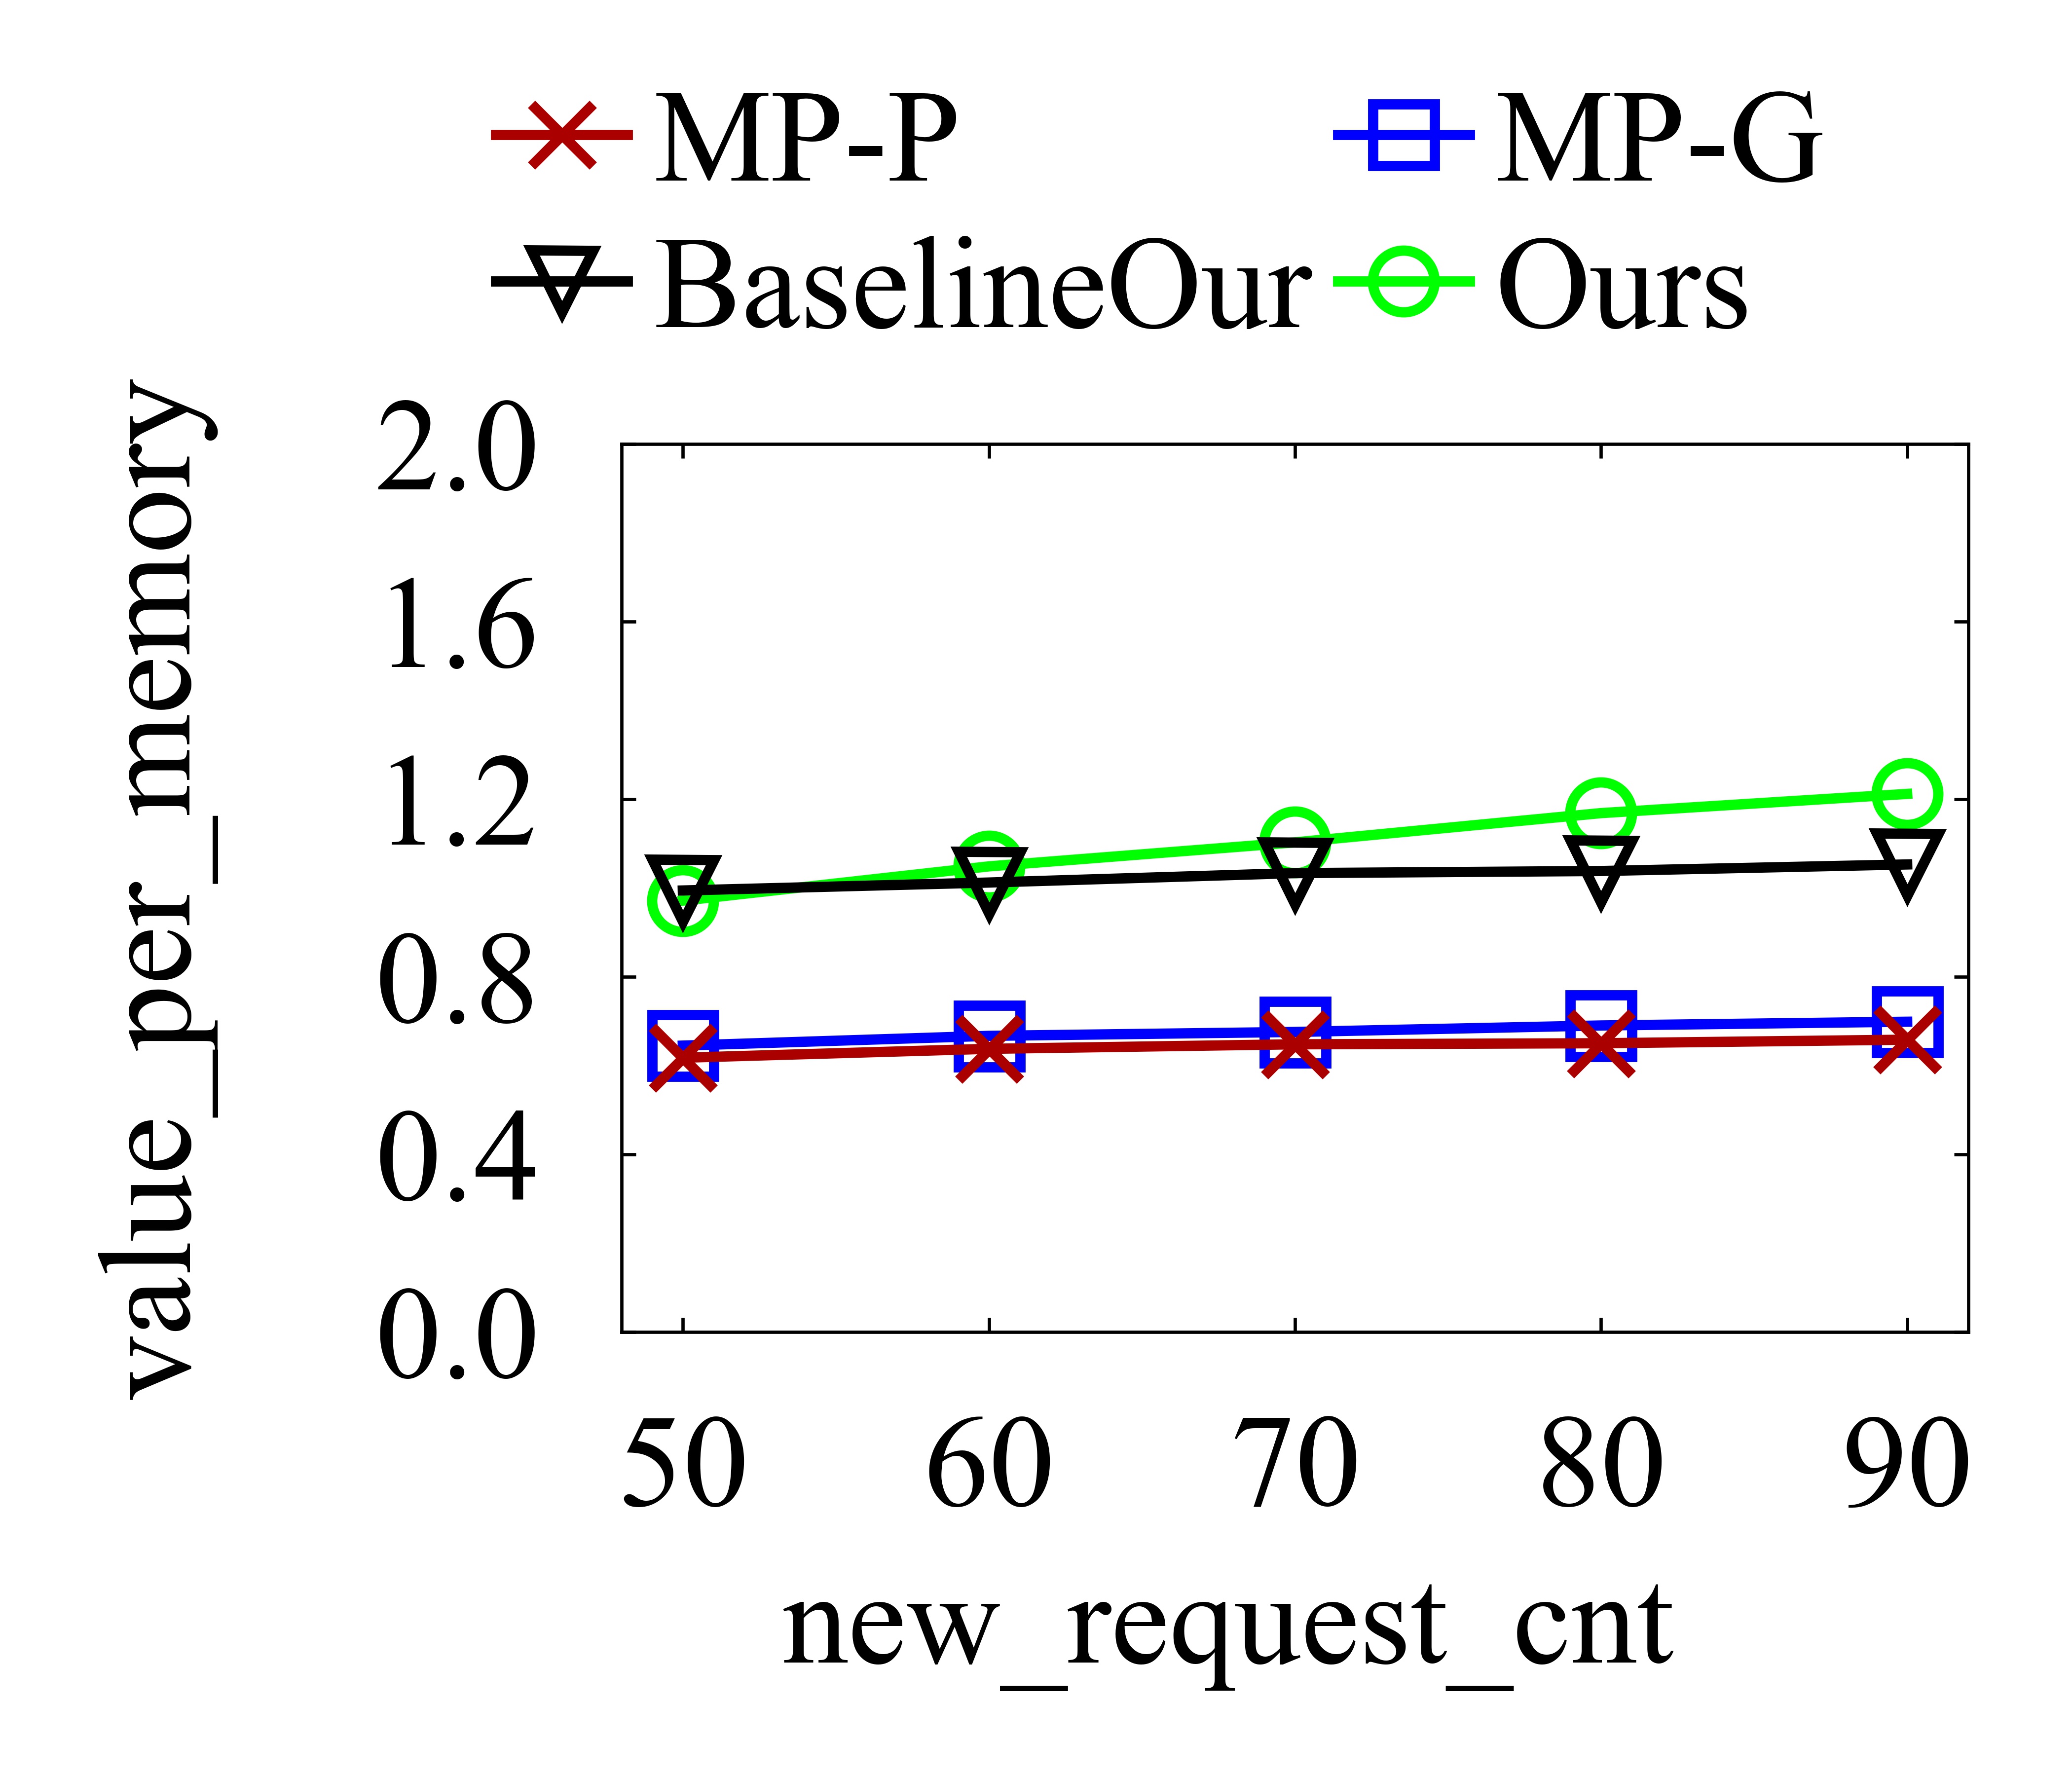 MP-P MP-G
BaselineOur Ours
value_per_memory
2.0
1.6
1.2
0.8
0.4
0.0
50 60 70 80 90
new_request_cnt